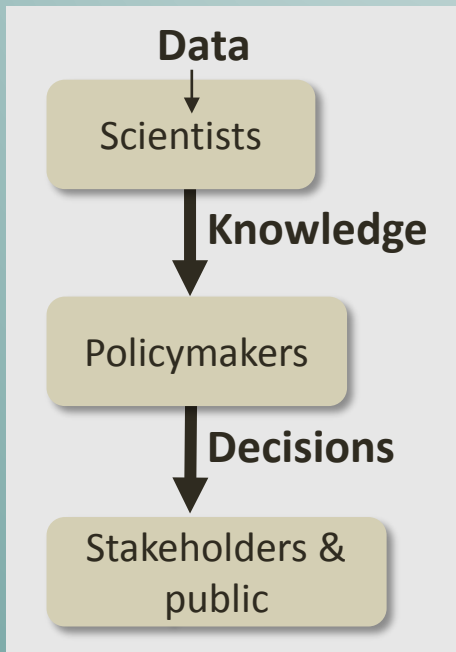 Data
Scientists
Knowledge
Policymakers
Decisions
Stakeholders &
public